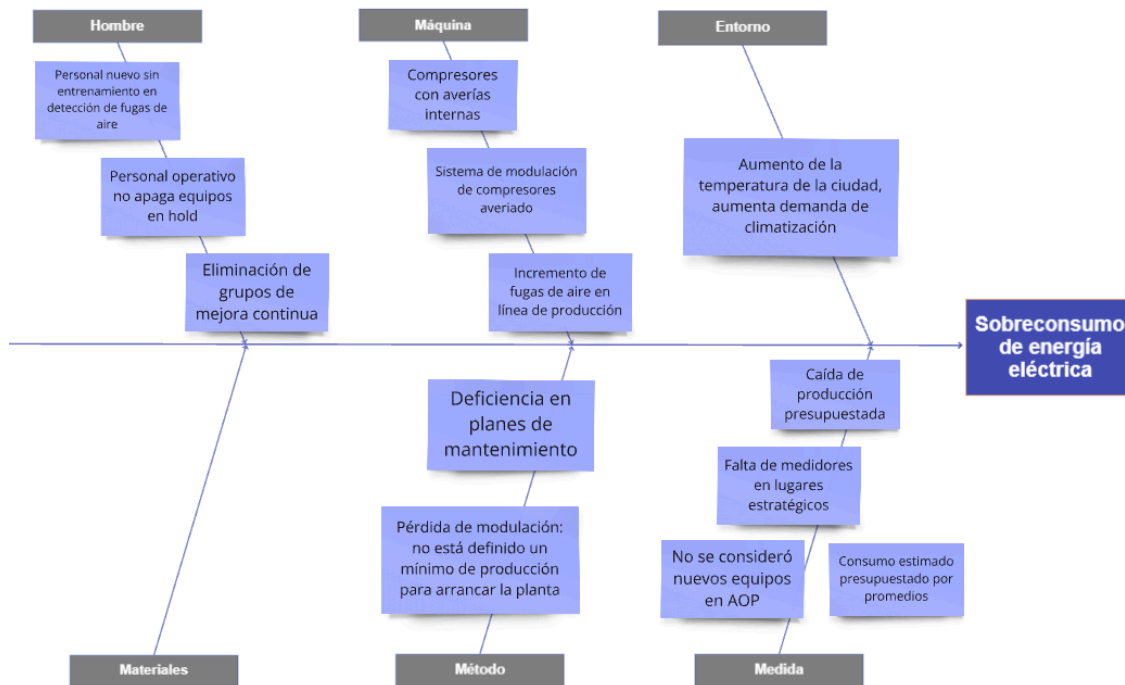 Hombre
Máquina
Entorno
Personal nuevo sin
entrenamiento en
detección de fugas de
aire
Personal operativo
no apaga equipos
en hold
Eliminación de
grupos de
mejora continua
Compresores
con averías
internas
Sistema de modulación
de compresores
averiado
Incremento de
fugas de aire en
línea de producción
Aumento de la
temperatura de la ciudad,
aumenta demanda de
climatización
Sobreconsumo
de energía
eléctrica
Deficiencia en
planes de
mantenimiento
Pérdida de modulación:
no está definido un
mínimo de producción
para arrancar la planta
Caída de
producción
presupuestada
Falta de medidores
en lugares
estratégicos
No se consideró
nuevos equipos
en AOP
Consumo estimado
presupuestado por
promedios
Materiales
Método
Medida